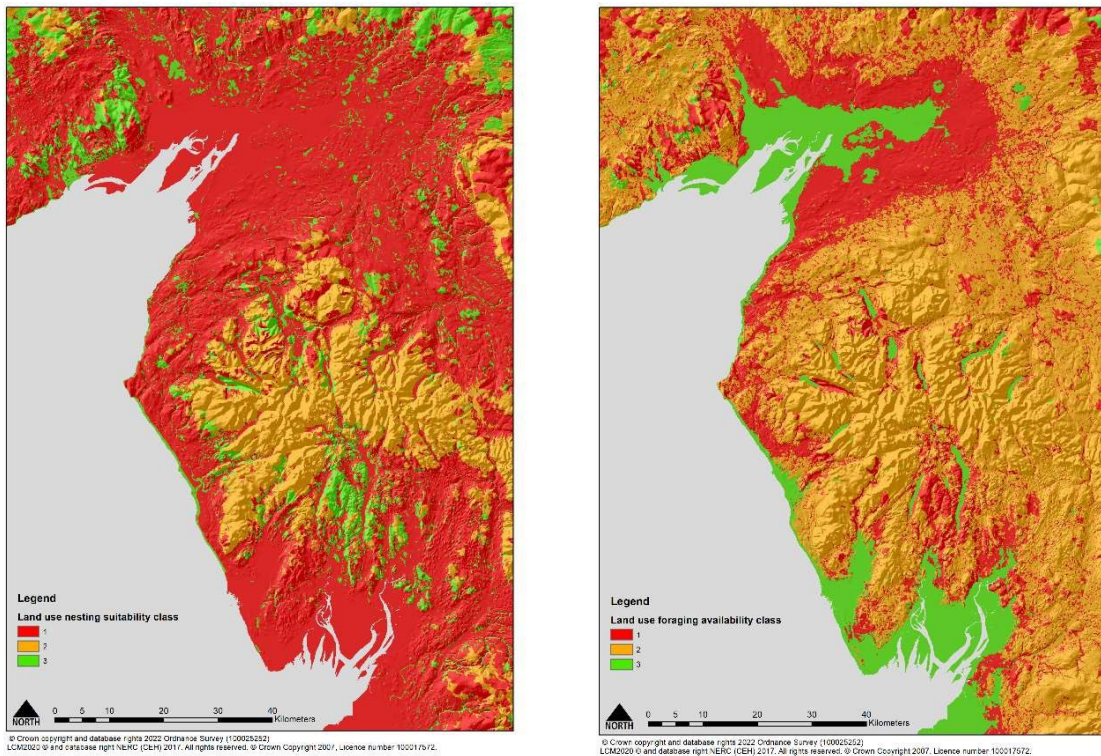 Legend
Land use nesting suitability class
1
2
3
NORTH
0 5 10 20 30 40
Kilometers
© Crown copyright and database rights 2022 Ordnance Survey (100025252)
LCM2020 © and database right NERC (CEH) 2017. All rights reserved. © Crown Copyright 2007, Licence number 100017572.
Legend
Land use foraging availability class
1
2
3
NORTH
0 5 10 20 30 40
Kilometers
© Crown copyright and database rights 2022 Ordnance Survey (100025252)
LCM2020 © and database right NERC (CEH) 2017. All rights reserved. © Crown Copyright 2007, Licence number 100017572.